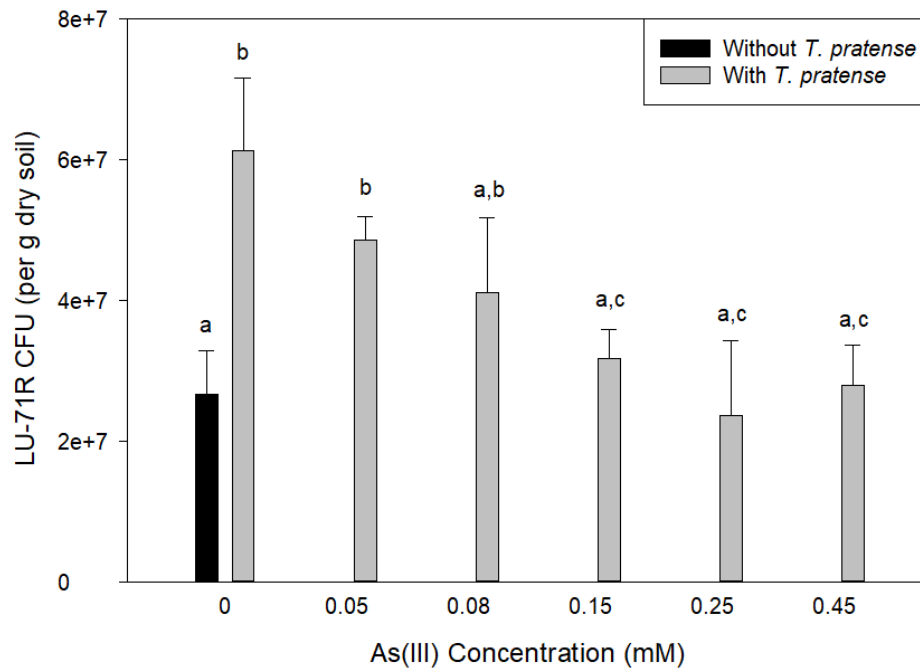 8e+7
6e+7
4e+7
2e+7
0
LU-71R CFU (per g dry soil)
Without T. pratense
With T. pratense
a
b
b
a,b
a,c
a,c
a,c
0
0.05
0.08
0.15
0.25
0.45
As(III) Concentration (mM)